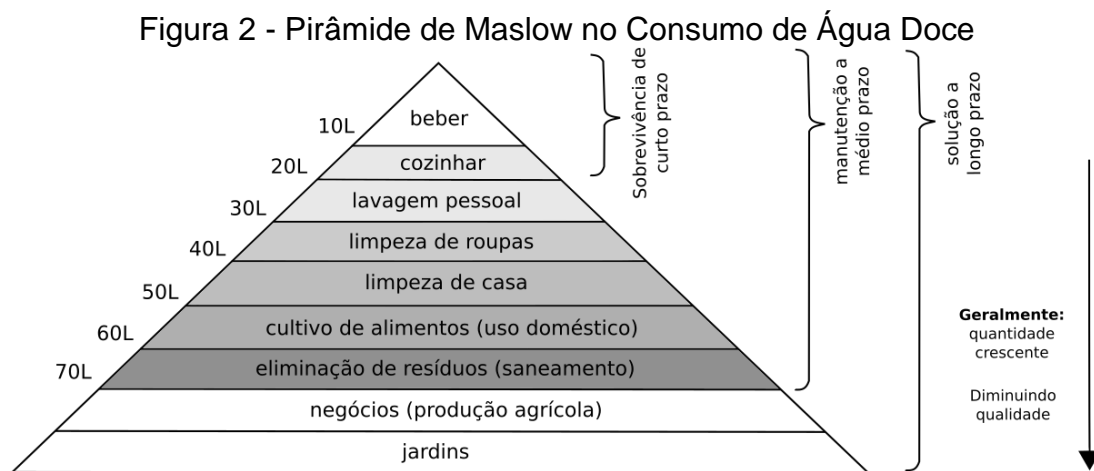 Figura 2 - Pirâmide de Maslow no Consumo de Água Doce
beber
10L
cozinhar
20L
lavagem pessoal
30L
limpeza de roupas
40L
limpeza de casa
50L
cultivo de alimentos (uso doméstico)
60L
eliminação de resíduos (saneamento)
70L
negócios (produção agrícola)
jardins
Sobrevivência de
curto prazo
manutenção a
médio prazo
solução a
longo prazo
Geralmente:
quantidade
crescente
Diminuindo
qualidade